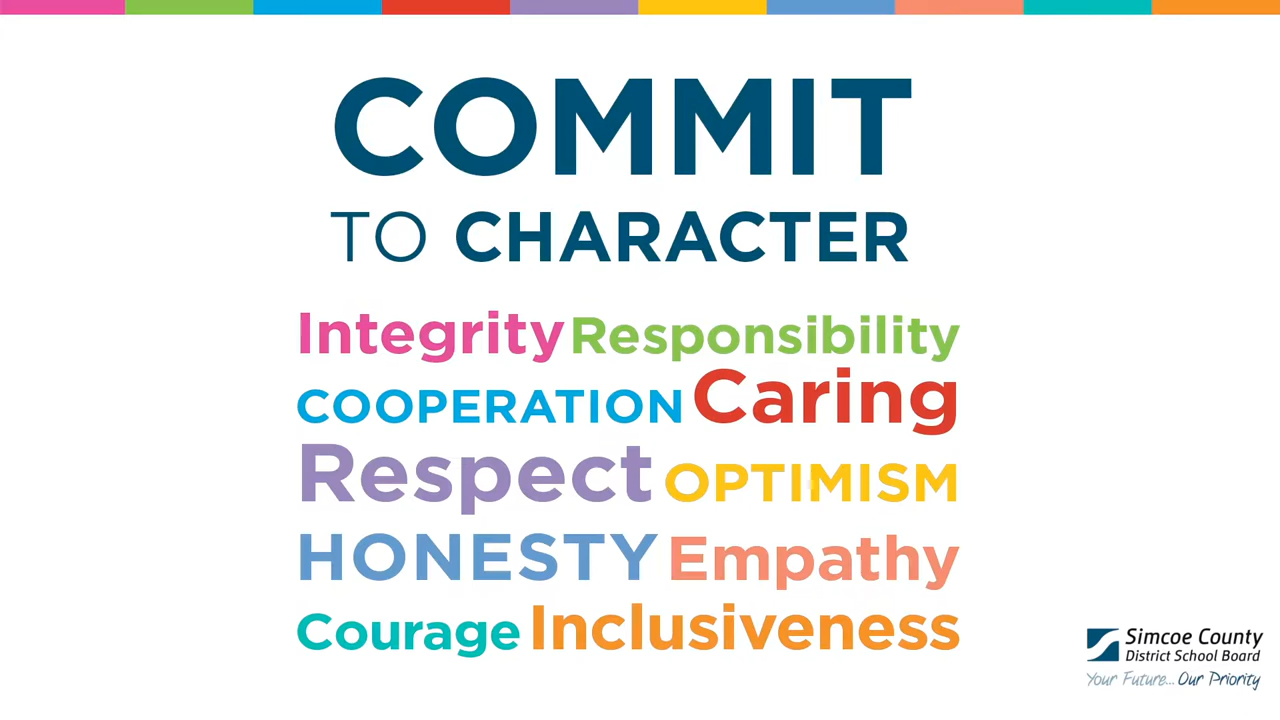 COMMIT
TO CHARACTER
Integrity Responsibility
COOPERATION Caring
Respect OPTIMISM
HONESTY Empathy
Courage Inclusiveness
Simcoe County
District School Board
Your Future... Our Priority